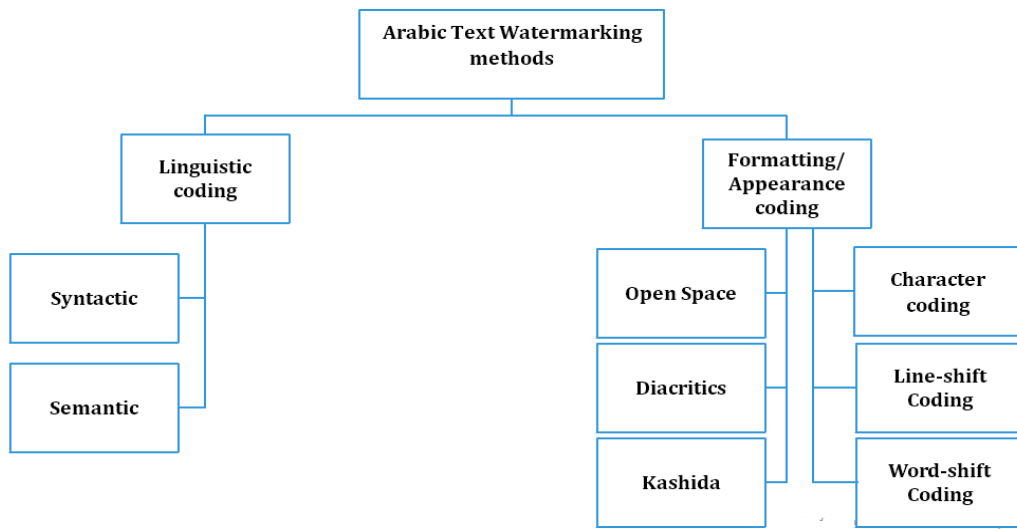 Arabic Text Watermarking
methods
Linguistic
coding
Formatting/
Appearance
coding
Syntactic
Semantic
Open Space
Diacritics
Kashida
Character
coding
Line-shift
Coding
Word-shift
Coding